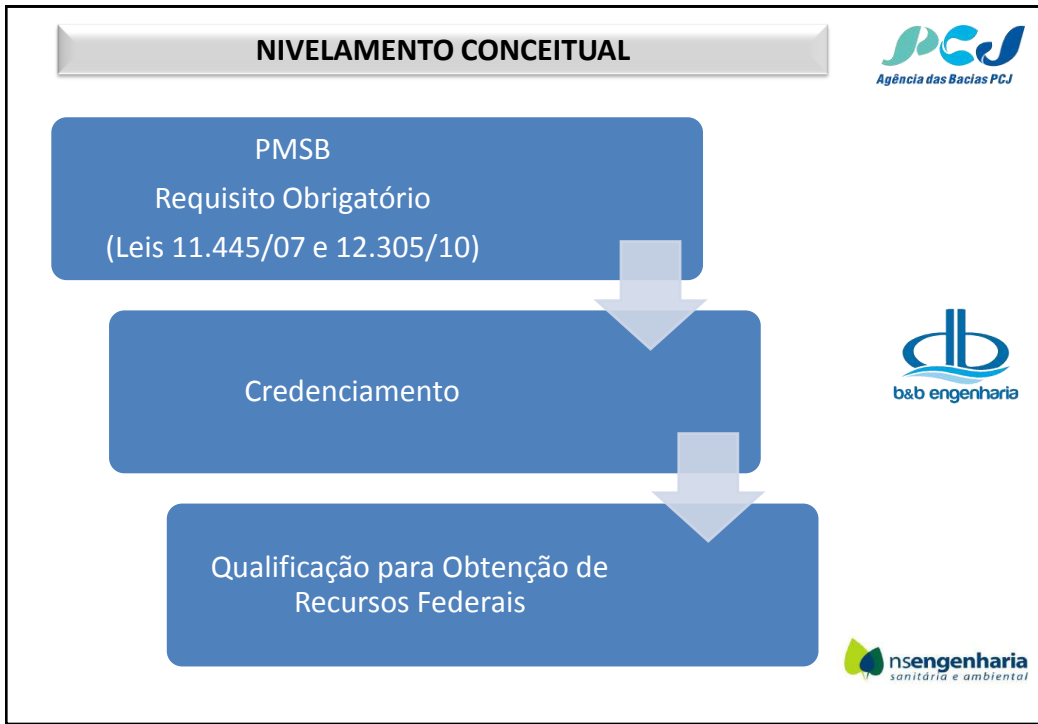 NIVELAMENTO CONCEITUAL
PCJ
Agência das Bacias PCJ
PMSB
Requisito Obrigatório
(Leis 11.445/07 e 12.305/10)
Credenciamento
b&b engenharia
Qualificação para Obtenção de
Recursos Federais
nsengenharia
sanitária e ambiental